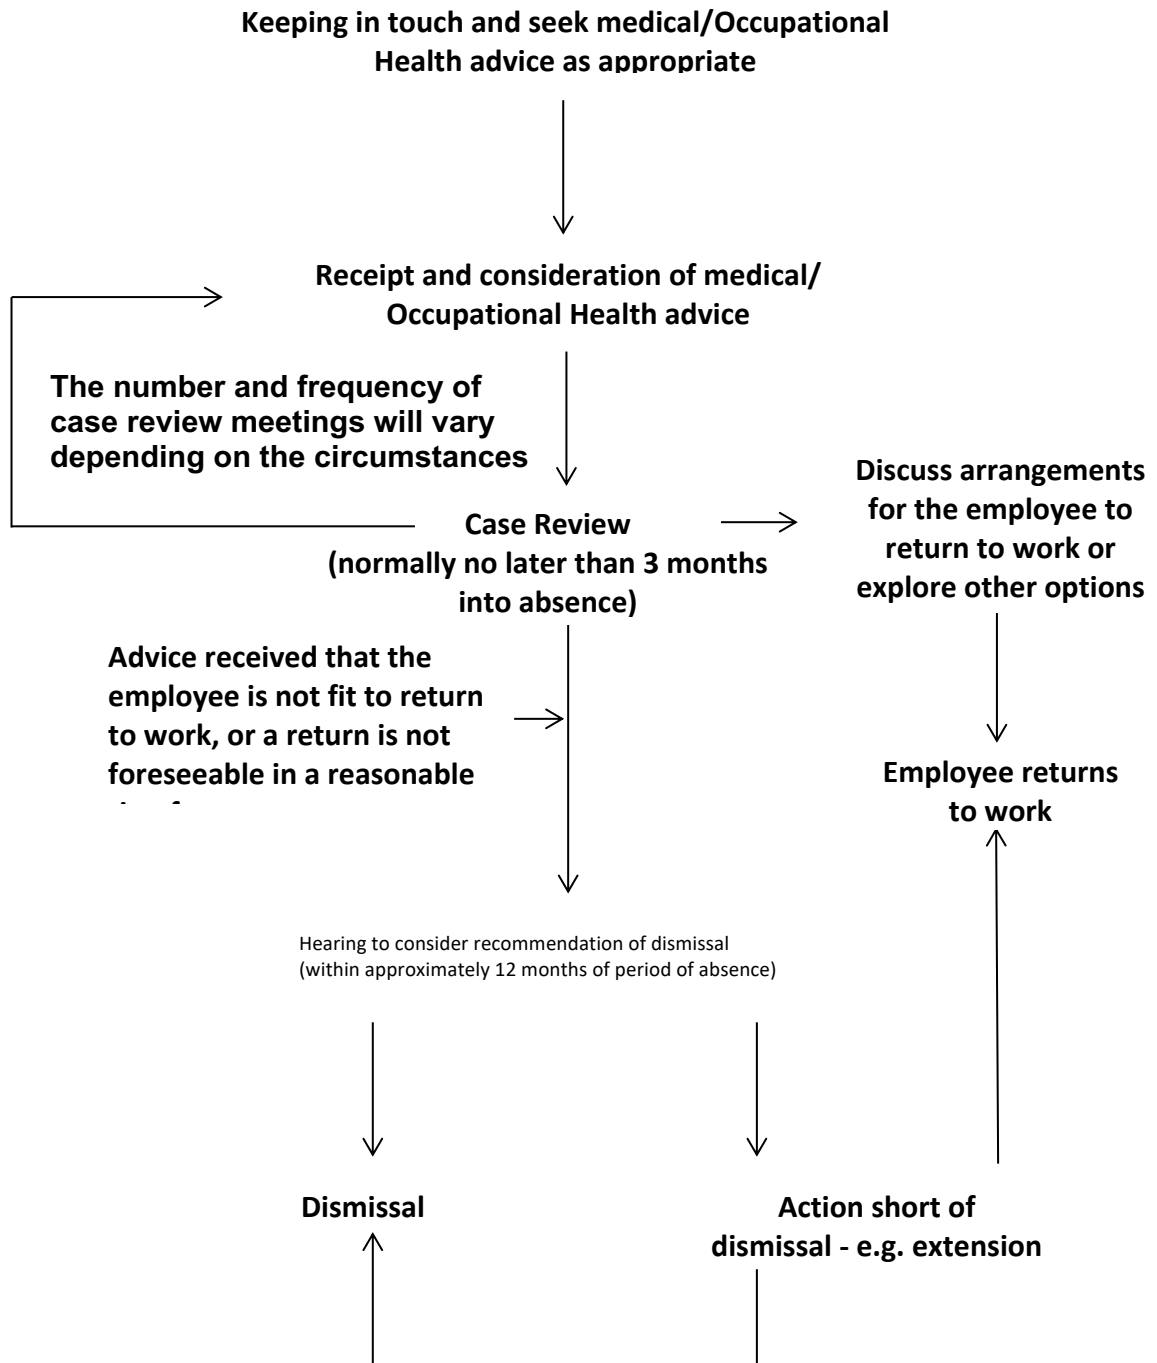 Keeping in touch and seek medical/Occupational
Health advice as appropriate
Receipt and consideration of medical/
Occupational Health advice
The number and frequency of
case review meetings will vary
depending on the circumstances
Discuss arrangements
for the employee to
return to work or
explore other options
Case Review
(normally no later than 3 months
into absence)
Advice received that the
employee is not fit to return
to work, or a return is not
foreseeable in a reasonable
Employee returns
to work
Hearing to consider recommendation of dismissal
(within approximately 12 months of period of absence)
Dismissal
Action short of
dismissal - e.g. extension